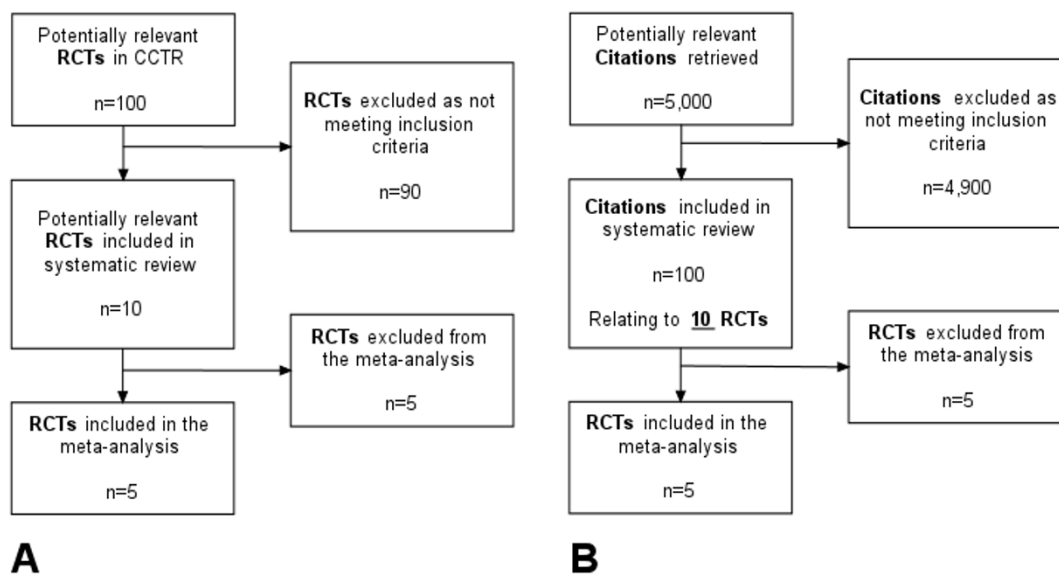 Potentially relevant
RCTs in CCTR
n=100
RCTs excluded as not
meeting inclusion
criteria
n=90
Potentially relevant
RCTs included in
systematic review
n=10
RCTs excluded from
the meta-analysis
n=5
RCTs included in the
meta-analysis
n=5
A
Potentially relevant
Citations retrieved
n=5,000
Citations excluded as
not meeting inclusion
criteria
n=4,900
Citations included in
systematic review
n=100
Relating to 10 RCTs
RCTs excluded from
the meta-analysis
n=5
RCTs included in the
meta-analysis
n=5
B